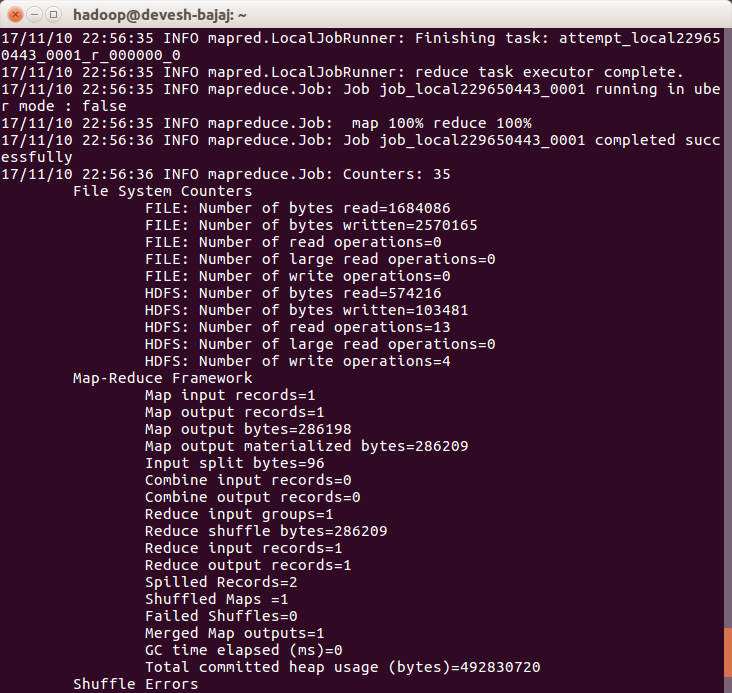 hadoop@devesh-bajaj: ~
17/11/10 22:56:35 INFO mapred.LocalJobRunner: Finishing task: attempt_local22965
0443_0001_r_000000_0
17/11/10 22:56:35 INFO mapred.LocalJobRunner: reduce task executor complete.
17/11/10 22:56:35 INFO mapreduce.Job: Job job_local229650443_0001 running in ube
r mode : false
17/11/10 22:56:35 INFO mapreduce.Job:  map 100% reduce 100%
17/11/10 22:56:36 INFO mapreduce.Job: Job job_local229650443_0001 completed succ
essfully
17/11/10 22:56:36 INFO mapreduce.Job: Counters: 35
File System Counters
FILE: Number of bytes read=1684086
FILE: Number of bytes written=2570165
FILE: Number of read operations=0
FILE: Number of large read operations=0
FILE: Number of write operations=0
HDFS: Number of bytes read=574216
HDFS: Number of bytes written=103481
HDFS: Number of read operations=13
HDFS: Number of large read operations=0
HDFS: Number of write operations=4
Map-Reduce Framework
Map input records=1
Map output records=1
Map output bytes=286198
Map output materialized bytes=286209
Input split bytes=96
Combine input records=0
Combine output records=0
Reduce input groups=1
Reduce shuffle bytes=286209
Reduce input records=1
Reduce output records=1
Spilled Records=2
Shuffled Maps =1
Failed Shuffles=0
Merged Map outputs=1
GC time elapsed (ms)=0
Total committed heap usage (bytes)=492830720
Shuffle Errors